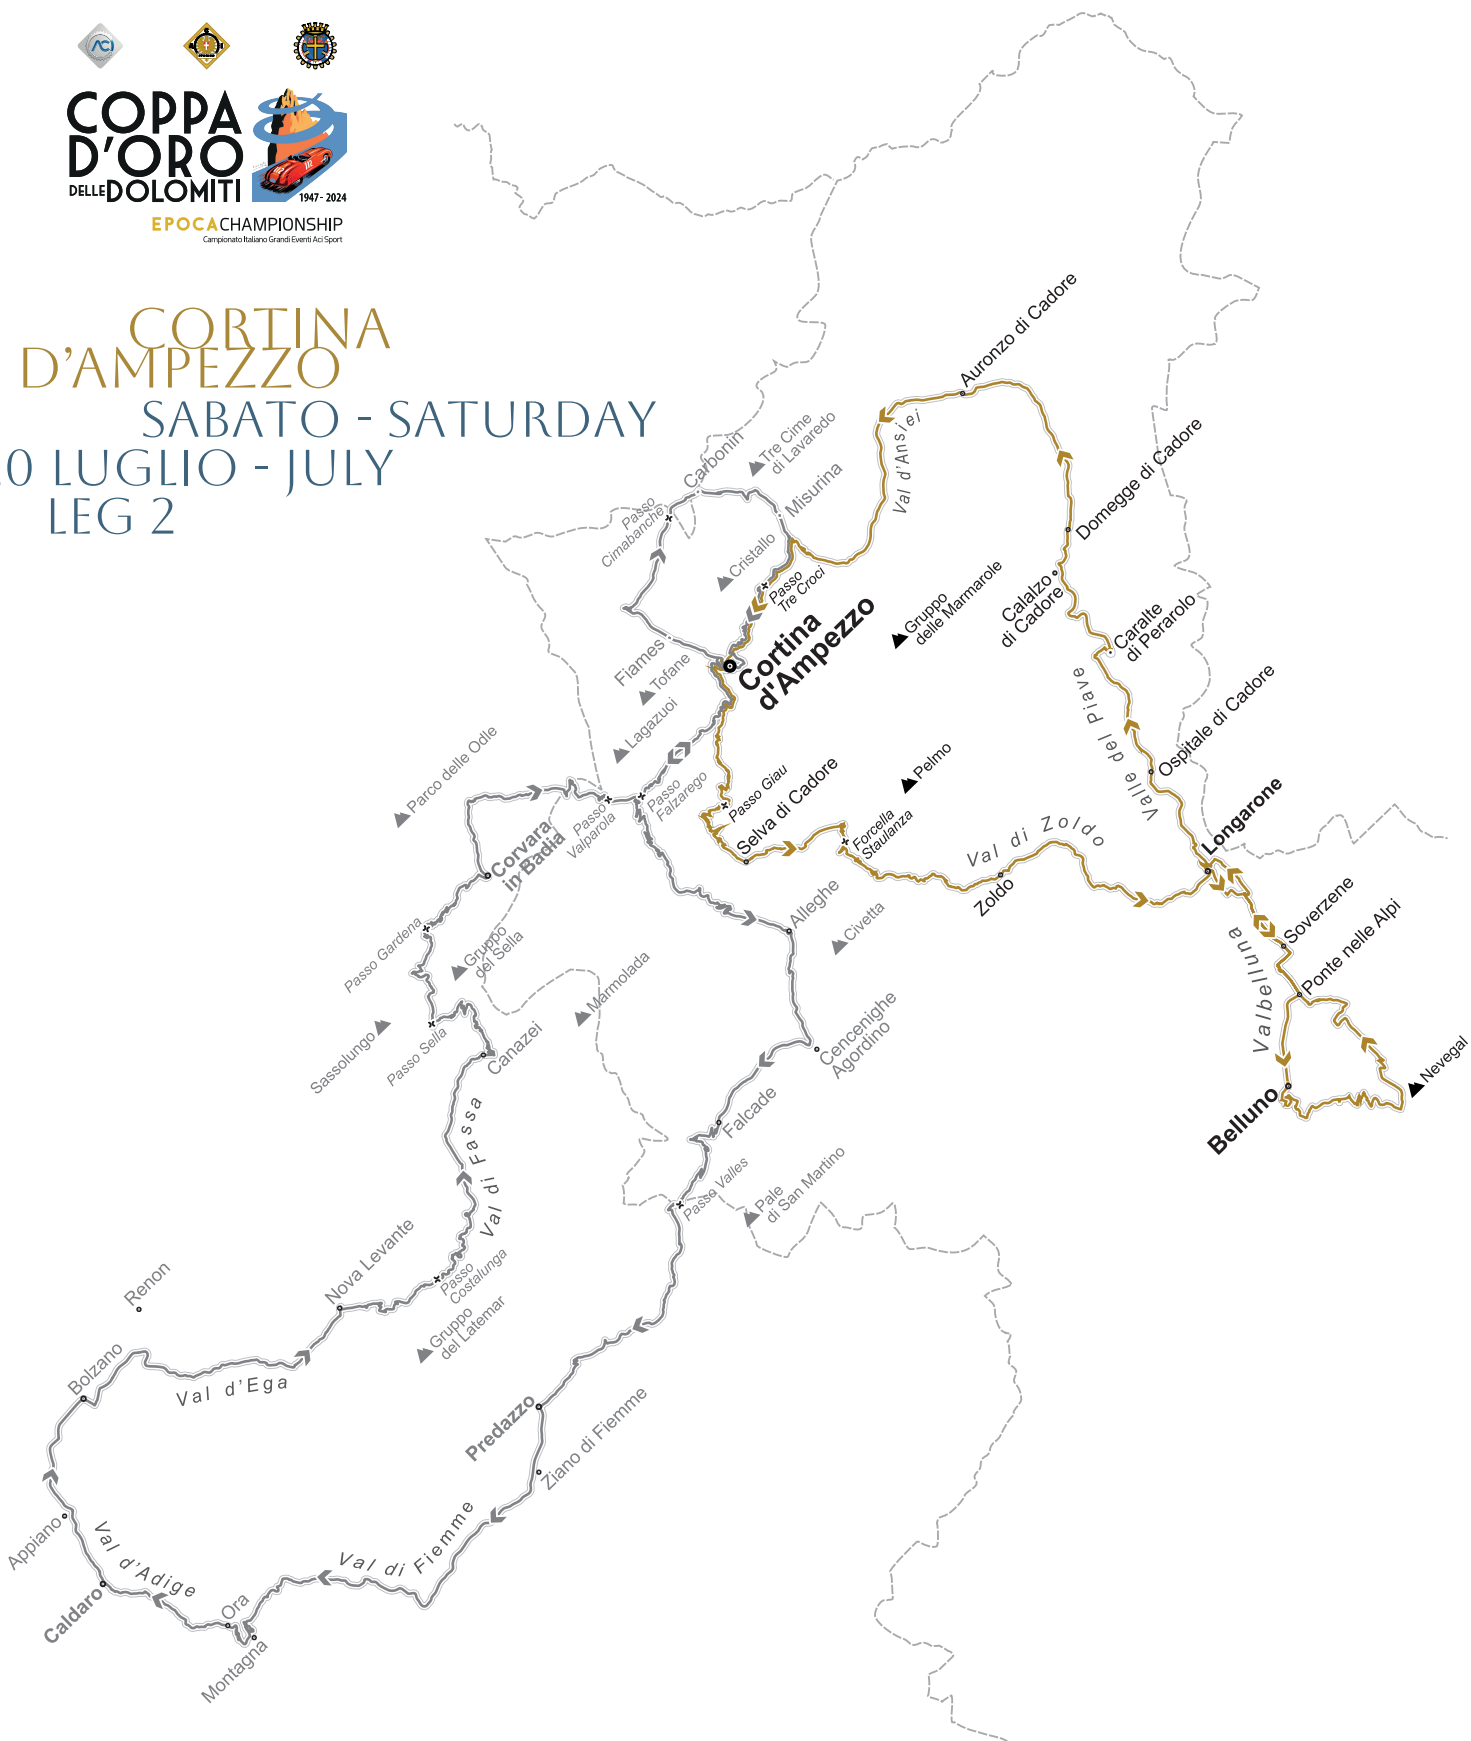 ACI
COPPA
D'ORO
DELLE DOLOMITI
1947 - 2024
EPOCA CHAMPIONSHIP
Campionato Italiano Grandi Eventi Aci Sport
CORTINA
D'AMPEZZO
SABATO - SATURDAY
0 LUGLIO - JULY
LEG 2
Auronzo di Cadore
Val d'Ansiei
Tre Cime
di Lavaredo
Carbonin
Misurina
Passo
Cimabanche
Cristallo
Passo
Tre Croci
Domegge di Cadore
Calalzo
di Cadore
Caralte
di Perarolo
Gruppo
delle Marmarole
Cortina
d'Ampezzo
Fiames
Tofane
Lagazuoi
Valle del Piave
Ospitale di Cadore
Parco delle Odle
Passo
Falzarego
Passo
Valparola
Passo Giau
Selva di Cadore
Pelmo
Forcella
Staulanza
Val di Zoldo
Zoldo
Longarone
Corvara
in Badia
Alleghe
Civetta
Soverzene
Ponte nelle Alpi
Valbelluna
Passo Gardena
Gruppo
del Sella
Marmolada
Sassolungo
Passo Sella
Canazei
Cencenighe
Agordino
Nevegal
Belluno
Falcade
Val di Fassa
Passo Valles
Pale
di San Martino
Nova Levante
Passo
Costalunga
Renon
Gruppo
del Latemar
Bolzano
Val d'Ega
Predazzo
Ziano di Fiemme
Appiano
Val d'Adige
Val di Fiemme
Caldaro
Ora
Montagna